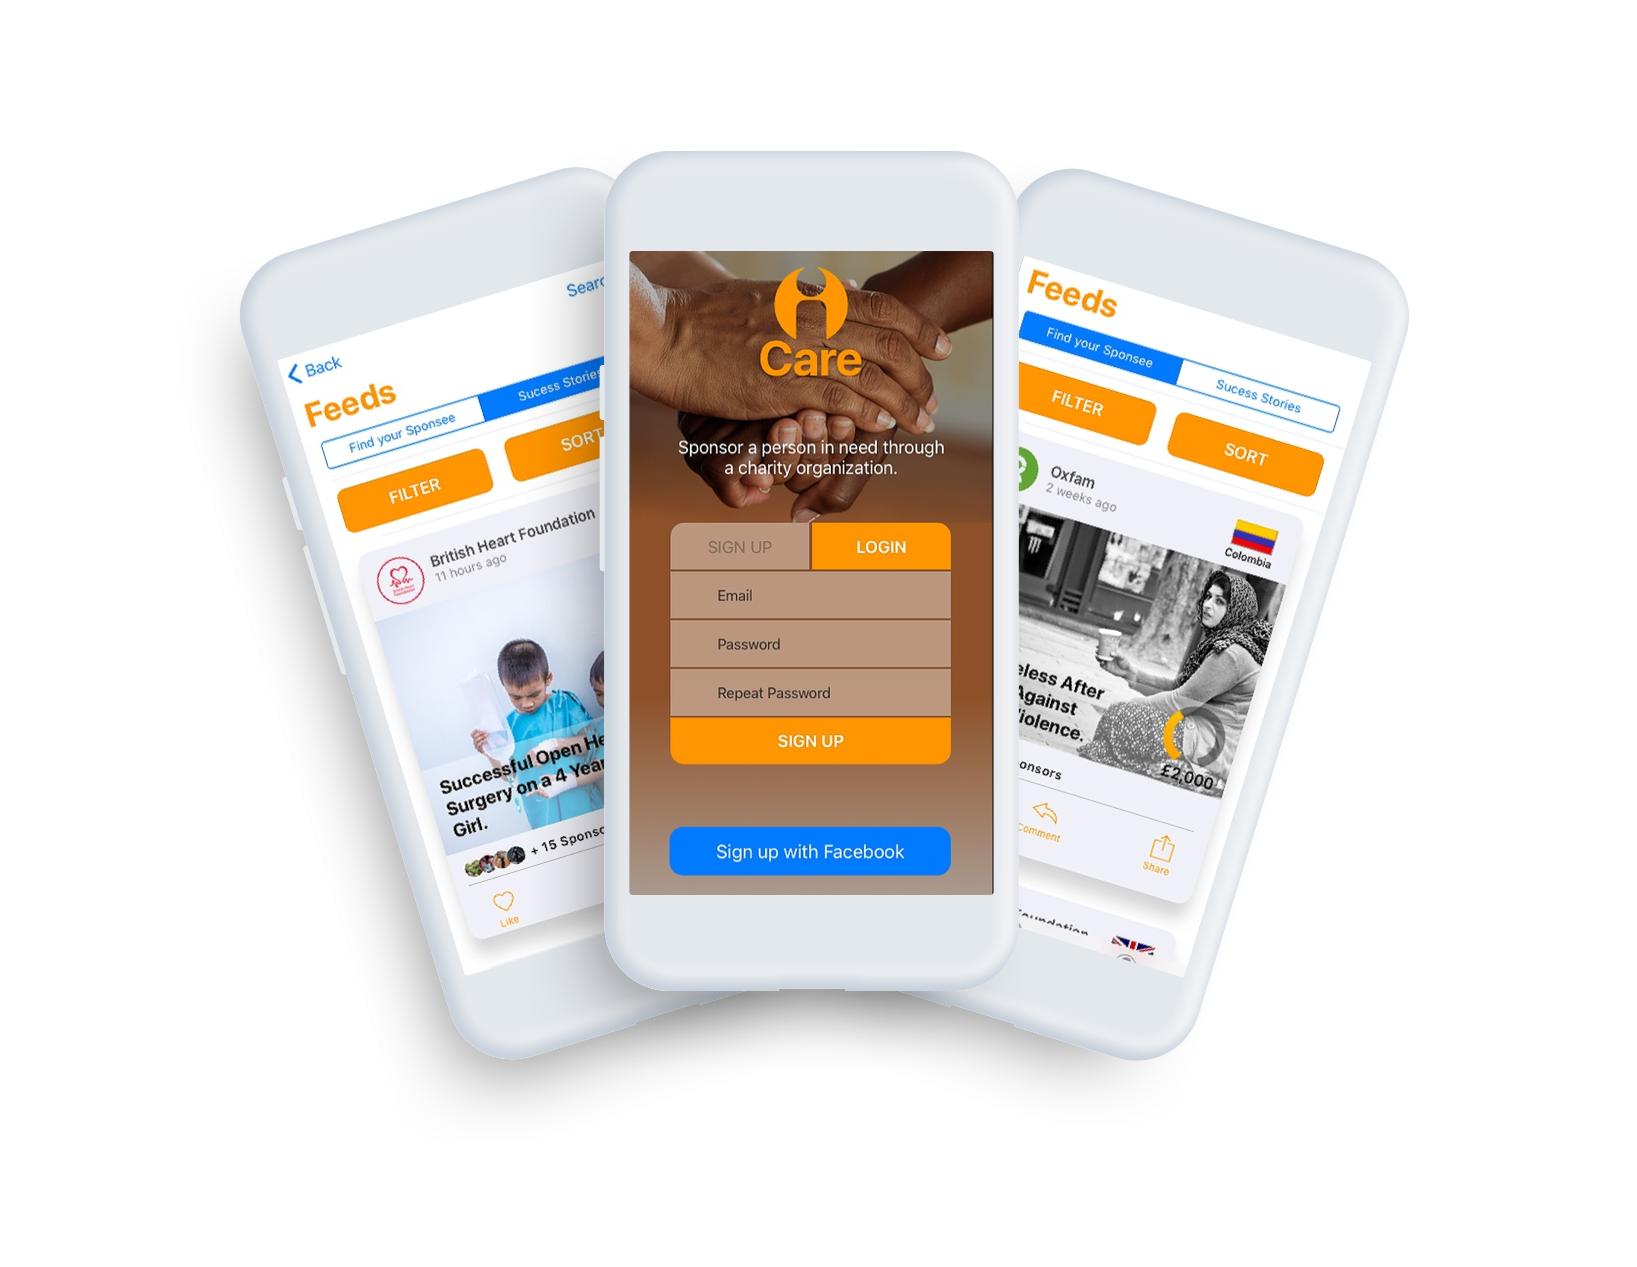 Searc
Back
Feeds
Find your Sponsee
Sucess Stories
FILTER
SORT
British Heart Foundation
11 hours ago
Successful Open He
Surgery on a 4 Year
Girl.
+ 15 Sponso
Like
Care
Sponsor a person in need through
a charity organization.
SIGN UP
LOGIN
Email
Password
Repeat Password
SIGN UP
Sign up with Facebook
Feeds
Find your Sponsee
Sucess Stories
FILTER
SORT
Oxfam
2 weeks ago
Colombia
eless After
Against
Violence.
£2,000
onsors
Comment
Share
Foundation